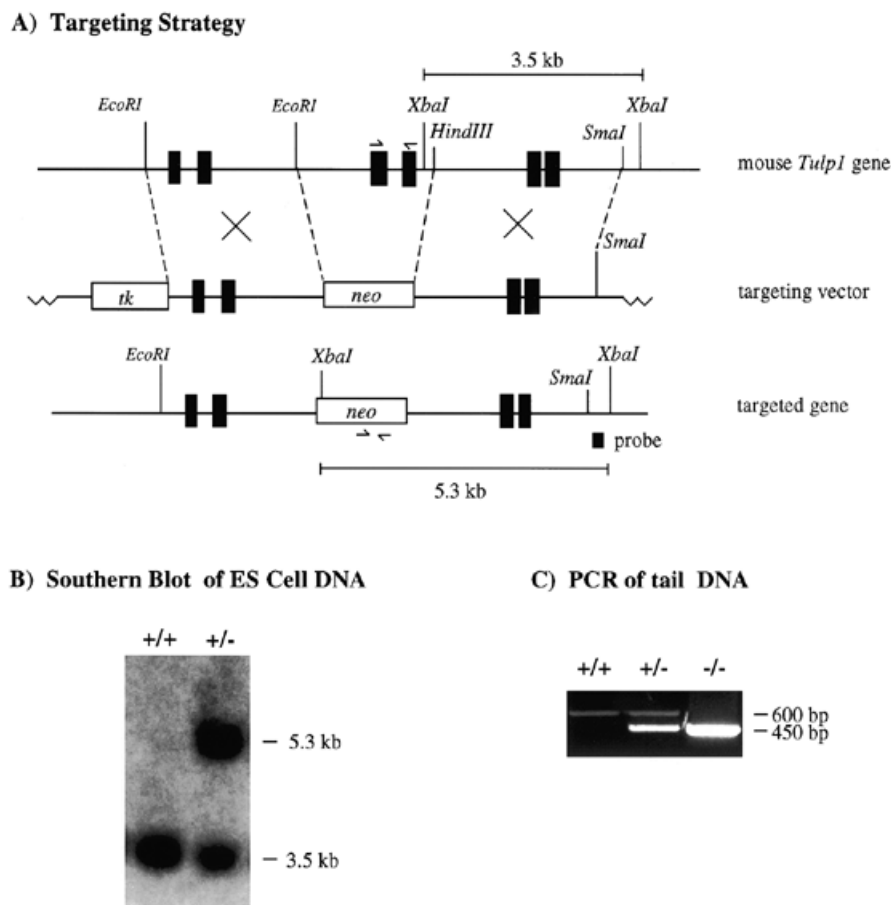 A) Targeting Strategy
3.5 kb
EcoRI EcoRI XbaI XbaI
HindIII SmaI
mouse Tulp1 gene
SmaI
tk neo targeting vector
EcoRI XbaI XbaI
SmaI
neo targeted gene
probe
5.3 kb
B) Southern Blot of ES Cell DNA
+/+ +/-
– 5.3 kb
– 3.5 kb
C) PCR of tail DNA
+/+ +/- -/-
– 600 bp
– 450 bp